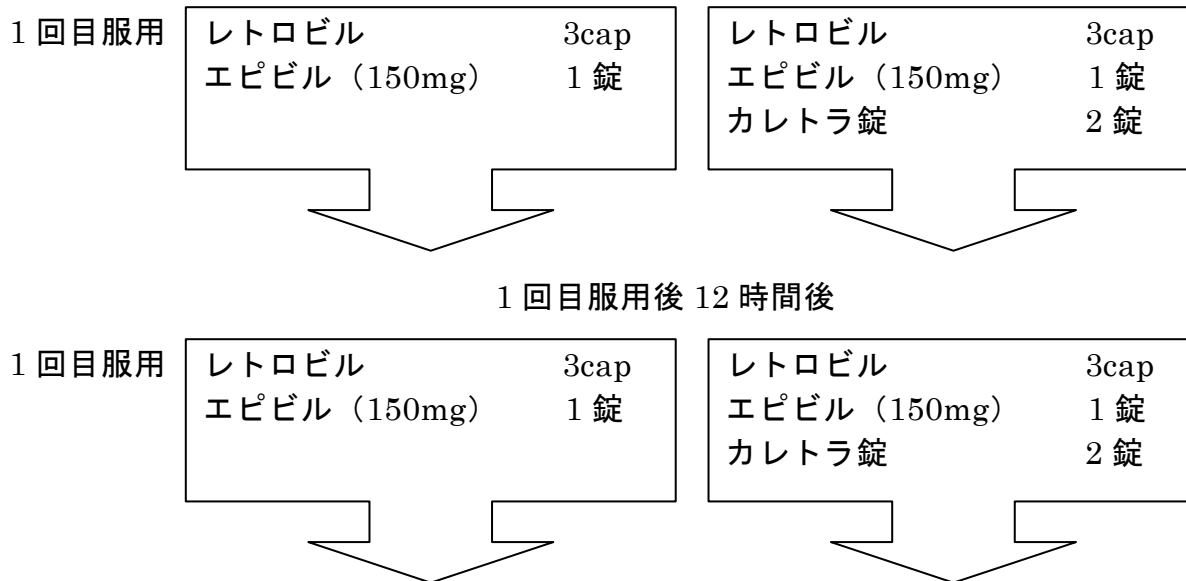 1 回目服用
レトロビル 3cap
エピビル（150mg） 1 錠
レトロビル 3cap
エピビル（150mg） 1 錠
カレトラ錠 2 錠
1 回目服用後 12 時間後
1 回目服用
レトロビル 3cap
エピビル（150mg） 1 錠
レトロビル 3cap
エピビル（150mg） 1 錠
カレトラ錠 2 錠